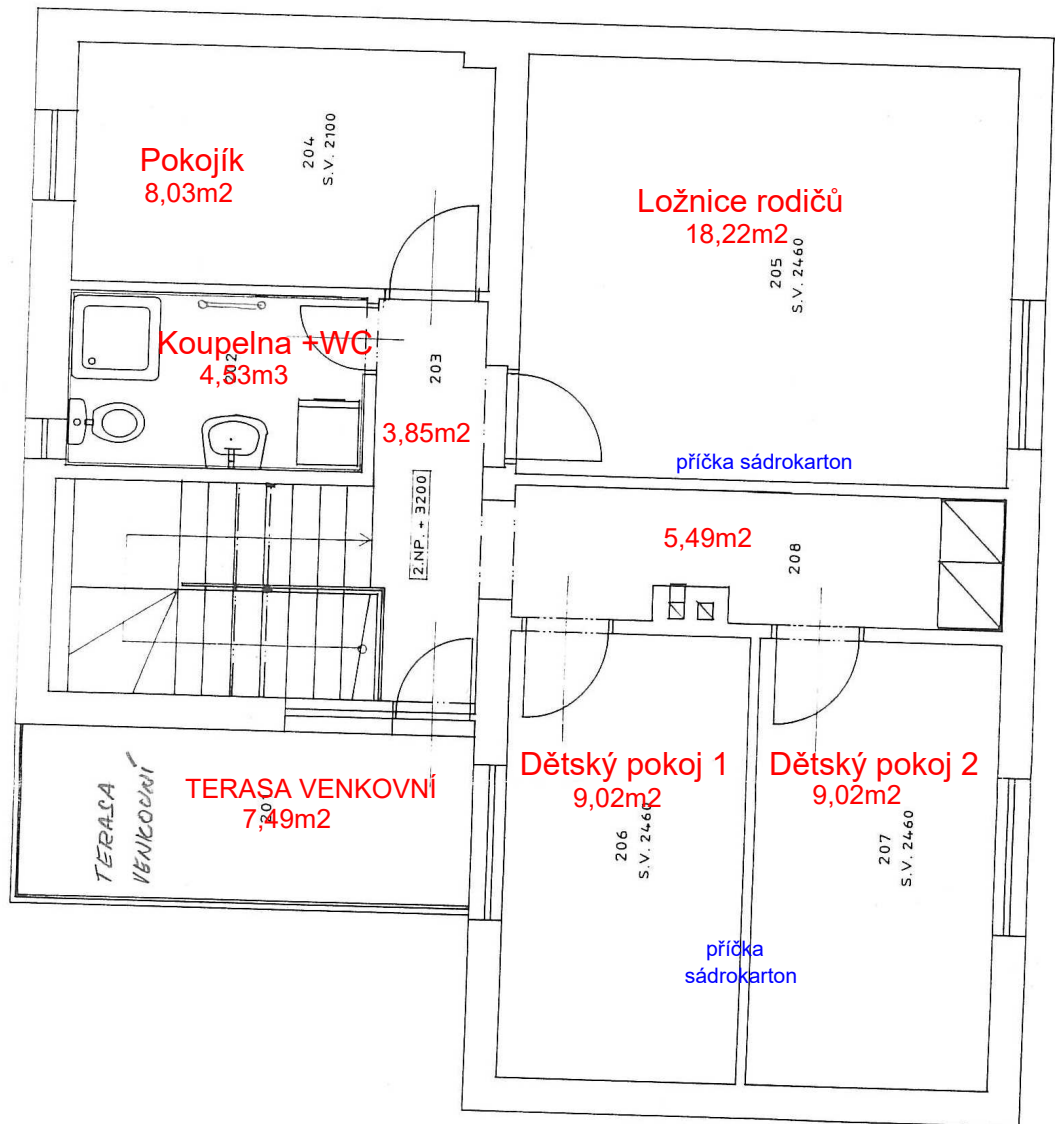 204
S.V. 2100
Pokojík
8,03m2
Ložnice rodičů
18,22m2
205
S.V. 2460
Koupelna +WC
4,53m3
202
203
3,85m2
příčka sádrokarton
2.NP. + 3200
5,49m2
208
TERASA VENKOVNÍ
7,49m2
201
TERASA
VENKOVNÍ
Dětský pokoj 1
9,02m2
206
S.V. 2460
Dětský pokoj 2
9,02m2
207
S.V. 2460
příčka
sádrokarton